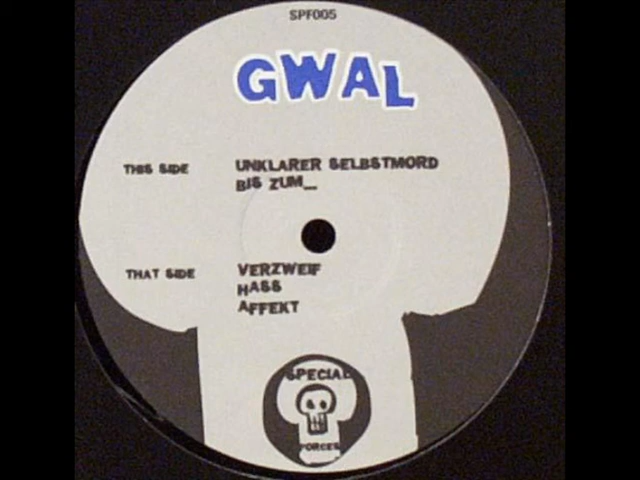 SPF005
GWAL
THIS SIDE UNKLARER SELBSTMORD
BIS ZUM...
THAT SIDE VERZWEIF
HASS
AFFEKT
SPECIAL
FORCES